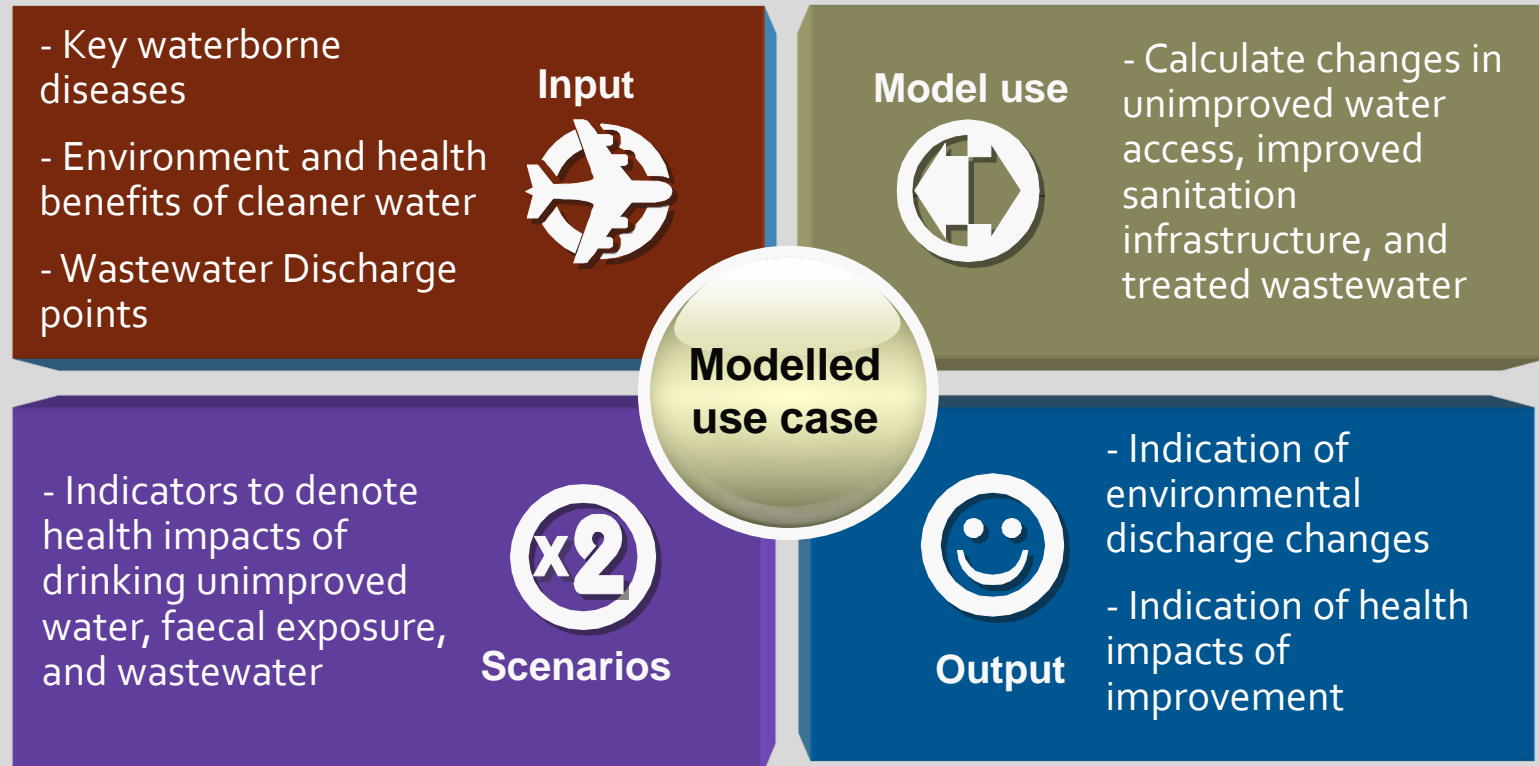 - Key waterborne
diseases
- Environment and health
benefits of cleaner water
- Wastewater Discharge
points
Input
Model use
- Calculate changes in
unimproved water
access, improved
sanitation
infrastructure, and
treated wastewater
Modelled
use case
- Indicators to denote
health impacts of
drinking unimproved
water, faecal exposure,
and wastewater
x2
Scenarios
Output
- Indication of
environmental
discharge changes
- Indication of health
impacts of
improvement